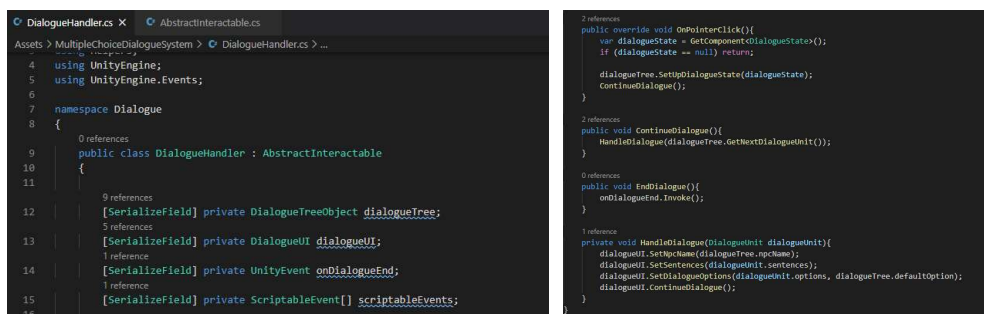 DialogueHandler.cs X AbstractInteractable.cs
Assets > MultipleChoiceDialogueSystem > DialogueHandler.cs > ...
4 using UnityEngine;
5 using UnityEngine.Events;
6
7 namespace Dialogue
8 {
0 references
9 public class DialogueHandler : AbstractInteractable
10 {
11
9 references
12 [SerializeField] private DialogueTreeObject dialogueTree;
5 references
13 [SerializeField] private DialogueUI dialogueUI;
1 reference
14 [SerializeField] private UnityEvent onDialogueEnd;
1 reference
15 [SerializeField] private ScriptableEvent[] scriptableEvents;
2 references
public override void OnPointerClick(){
var dialogueState = GetComponent<DialogueState>();
if (dialogueState == null) return;
dialogueTree.SetUpDialogueState(dialogueState);
ContinueDialogue();
}
2 references
public void ContinueDialogue(){
HandleDialogue(dialogueTree.GetNextDialogueUnit());
}
0 references
public void EndDialogue(){
onDialogueEnd.Invoke();
}
1 reference
private void HandleDialogue(DialogueUnit dialogueUnit){
dialogueUI.SetNpcName(dialogueTree.npcName);
dialogueUI.SetSentences(dialogueUnit.sentences);
dialogueUI.SetDialogueOptions(dialogueUnit.options, dialogueTree.defaultOption);
dialogueUI.ContinueDialogue();
}
}